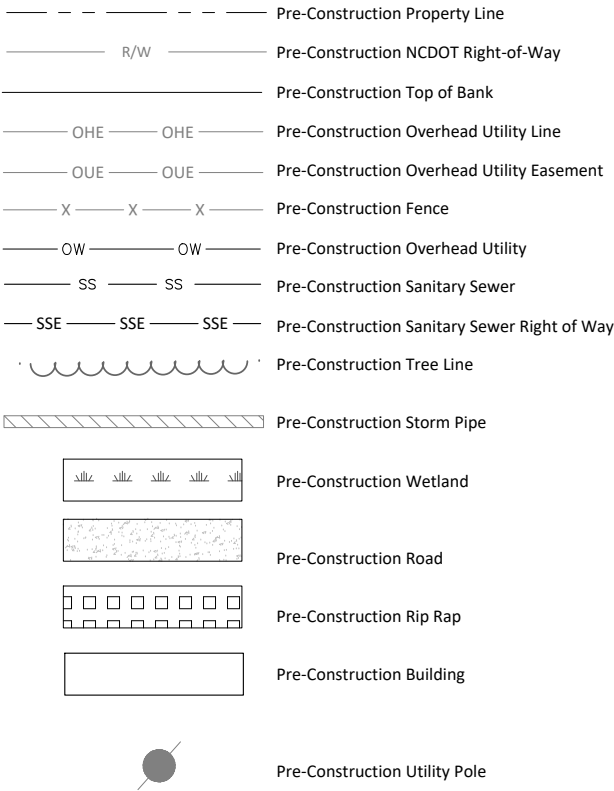 Pre-Construction Property Line
R/W Pre-Construction NCDOT Right-of-Way
Pre-Construction Top of Bank
OHE OHE Pre-Construction Overhead Utility Line
OUE OUE Pre-Construction Overhead Utility Easement
X X X Pre-Construction Fence
OW OW Pre-Construction Overhead Utility
SS SS Pre-Construction Sanitary Sewer
SSE SSE SSE Pre-Construction Sanitary Sewer Right of Way
Pre-Construction Tree Line
Pre-Construction Storm Pipe
Pre-Construction Wetland
Pre-Construction Road
Pre-Construction Rip Rap
Pre-Construction Building
Pre-Construction Utility Pole